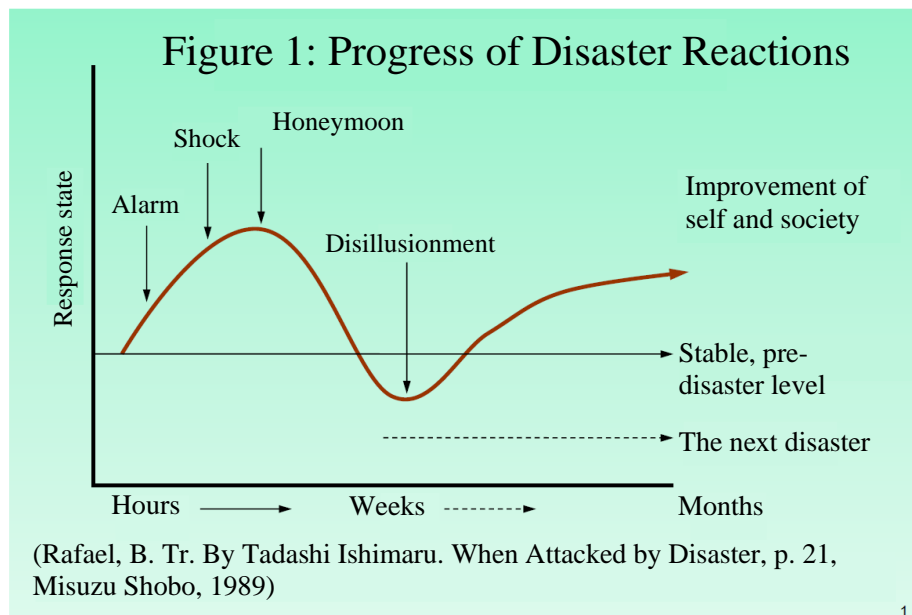 Figure 1: Progress of Disaster Reactions
Honeymoon
Shock
Alarm
Response state
Disillusionment
Improvement of
self and society
Stable, pre-
disaster level
The next disaster
Hours
Weeks
Months
(Rafael, B. Tr. By Tadashi Ishimaru. When Attacked by Disaster, p. 21,
Misuzu Shobo, 1989)
1